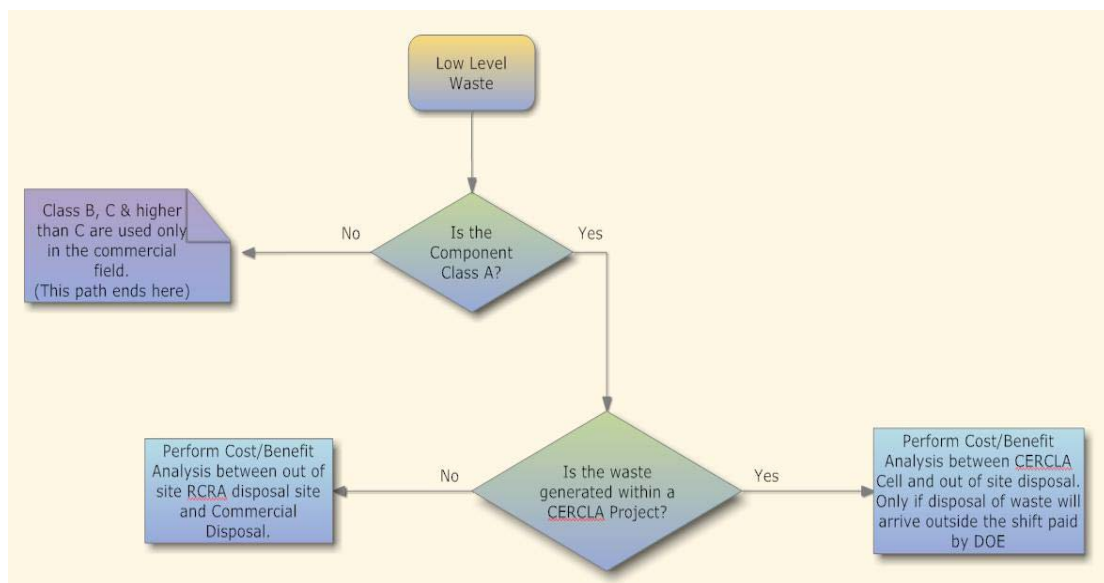 Low Level
Waste
Is the
Component
Class A?
No
Yes
Class B, C & higher
than C are used only
in the commercial
field.
(This path ends here)
Is the waste
generated within a
CERCLA Project?
No
Yes
Perform Cost/Benefit
Analysis between out of
site RCRA disposal site
and Commercial
Disposal.
Perform Cost/Benefit
Analysis between CERCLA
Cell and out of site disposal.
Only if disposal of waste will
arrive outside the shift paid
by DOE